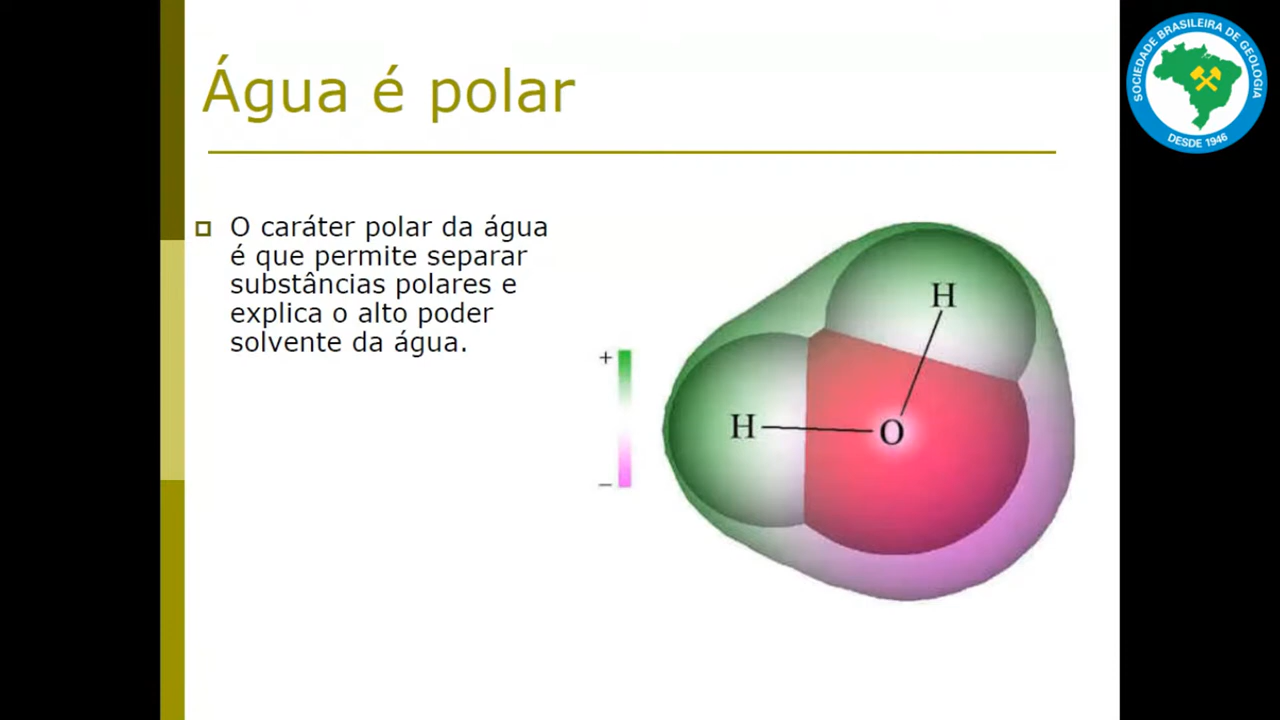 Água é polar
SOCIEDADE BRASILEIRA DE GEOLOGIA
DESDE 1946
O caráter polar da água
é que permite separar
substâncias polares e
explica o alto poder
solvente da água.
+
–
H
H
O